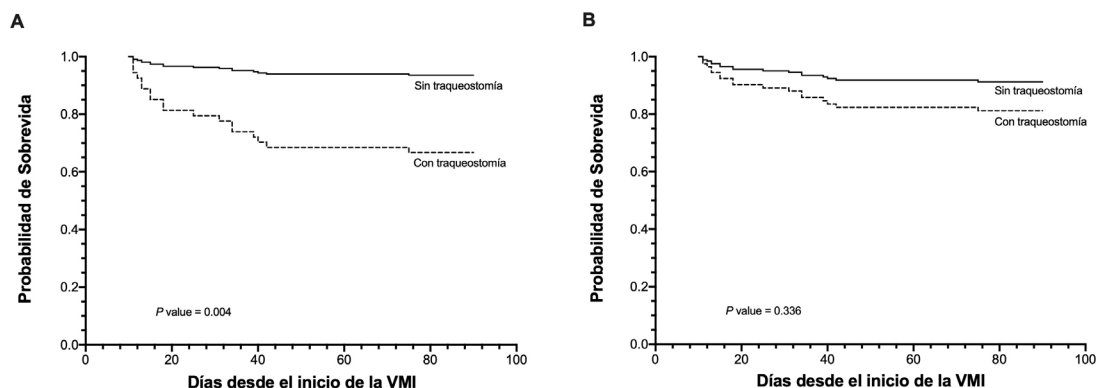 A
Probabilidad de Sobrevida
1.0
0.8
0.6
0.4
0.2
0.0
Sin traqueostomía
Con traqueostomía
P value = 0.004
0 20 40 60 80 100
Días desde el inicio de la VMI
B
Probabilidad de Sobrevida
1.0
0.8
0.6
0.4
0.2
0.0
Sin traqueostomía
Con traqueostomía
P value = 0.336
0 20 40 60 80 100
Días desde el inicio de la VMI